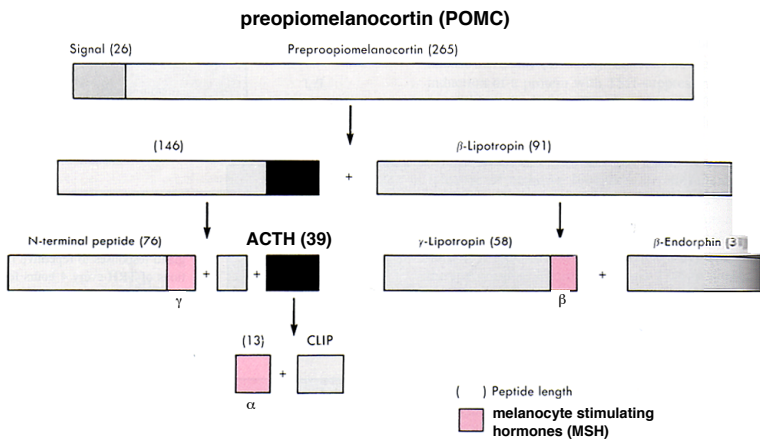 preopiomelanocortin (POMC)
Signal (26) Preproopiomelanocortin (265)
(146) β-Lipotropin (91)
+
N-terminal peptide (76) ACTH (39) γ-Lipotropin (58) β-Endorphin
+ + +
γ β
(13) CLIP
+
α
( ) Peptide length
melanocyte stimulating
hormones (MSH)